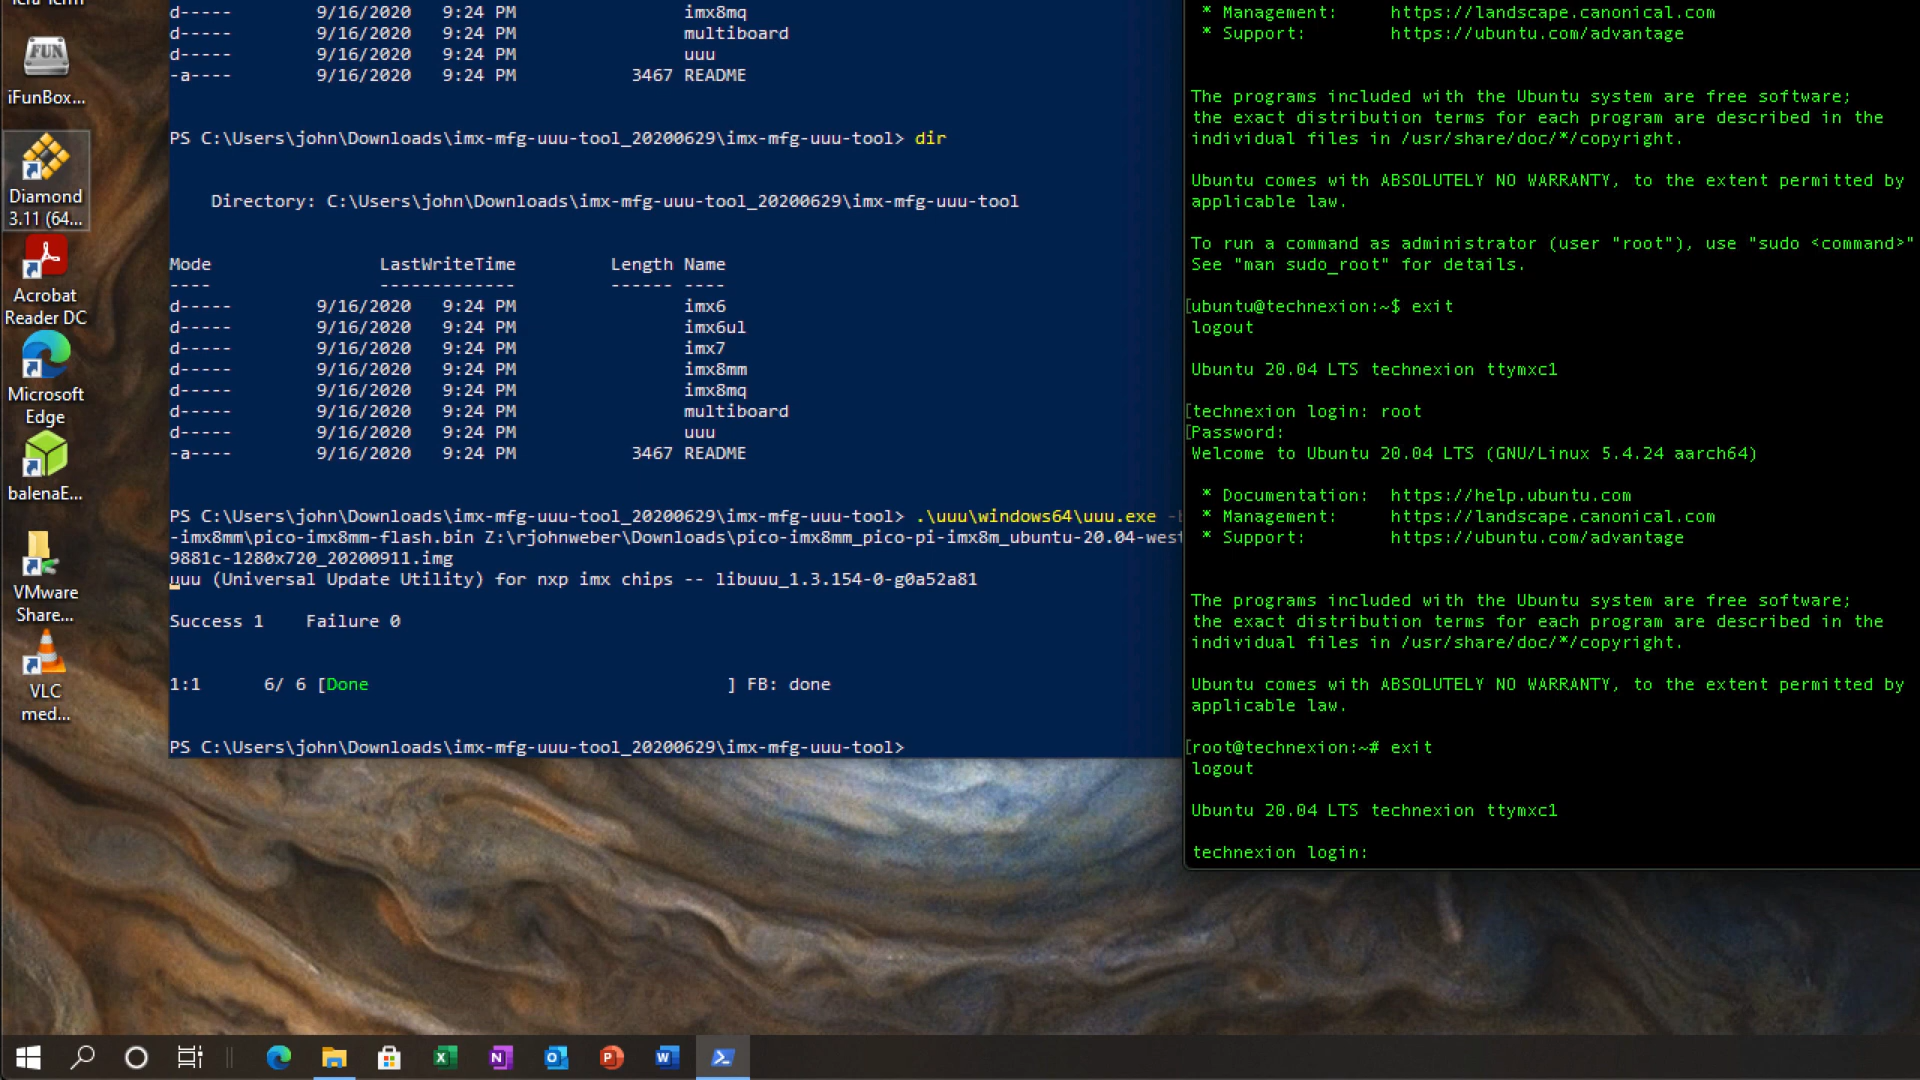 iFunBox...
Diamond
3.11 (64...
Acrobat
Reader DC
Microsoft
Edge
balenaE...
VMware
Share...
VLC
med...
d----- 9/16/2020 9:24 PM imx8mq
d----- 9/16/2020 9:24 PM multiboard
d----- 9/16/2020 9:24 PM uuu
-a---- 9/16/2020 9:24 PM 3467 README
PS C:\Users\john\Downloads\imx-mfg-uuu-tool_20200629\imx-mfg-uuu-tool> dir
Directory: C:\Users\john\Downloads\imx-mfg-uuu-tool_20200629\imx-mfg-uuu-tool
Mode LastWriteTime Length Name
---- ------------- ------ ----
d----- 9/16/2020 9:24 PM imx6
d----- 9/16/2020 9:24 PM imx6ul
d----- 9/16/2020 9:24 PM imx7
d----- 9/16/2020 9:24 PM imx8mm
d----- 9/16/2020 9:24 PM imx8mq
d----- 9/16/2020 9:24 PM multiboard
d----- 9/16/2020 9:24 PM uuu
-a---- 9/16/2020 9:24 PM 3467 README
PS C:\Users\john\Downloads\imx-mfg-uuu-tool_20200629\imx-mfg-uuu-tool> .\uuu\windows64\uuu.exe
-imx8mm\pico-imx8mm-flash.bin Z:\rjohnweber\Downloads\pico-imx8mm_pico-pi-imx8m_ubuntu-20.04-west
9881c-1280x720_20200911.img
uuu (Universal Update Utility) for nxp imx chips -- libuuu_1.3.154-0-g0a52a81
Success 1 Failure 0
1:1 6/ 6 [Done ] FB: done
PS C:\Users\john\Downloads\imx-mfg-uuu-tool_20200629\imx-mfg-uuu-tool>
* Management: https://landscape.canonical.com
* Support: https://ubuntu.com/advantage
The programs included with the Ubuntu system are free software;
the exact distribution terms for each program are described in the
individual files in /usr/share/doc/*/copyright.
Ubuntu comes with ABSOLUTELY NO WARRANTY, to the extent permitted by
applicable law.
To run a command as administrator (user "root"), use "sudo <command>"
See "man sudo_root" for details.
[ubuntu@technexion:~$ exit
logout
Ubuntu 20.04 LTS technexion ttymxc1
[technexion login: root
[Password:
Welcome to Ubuntu 20.04 LTS (GNU/Linux 5.4.24 aarch64)
* Documentation: https://help.ubuntu.com
* Management: https://landscape.canonical.com
* Support: https://ubuntu.com/advantage
The programs included with the Ubuntu system are free software;
the exact distribution terms for each program are described in the
individual files in /usr/share/doc/*/copyright.
Ubuntu comes with ABSOLUTELY NO WARRANTY, to the extent permitted by
applicable law.
[root@technexion:~# exit
logout
Ubuntu 20.04 LTS technexion ttymxc1
technexion login: